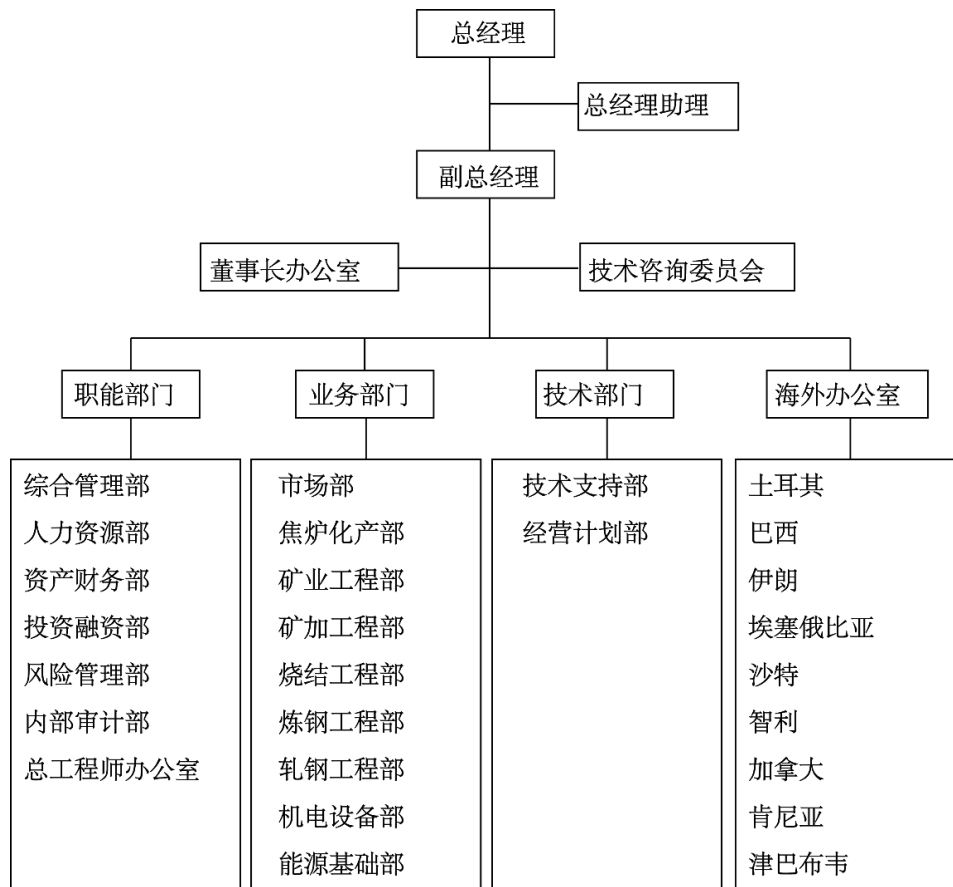 总经理
总经理助理
副总经理
董事长办公室
技术咨询委员会
职能部门
业务部门
技术部门
海外办公室
综合管理部
人力资源部
资产财务部
投资融资部
风险管理部
内部审计部
总工程师办公室
市场部
焦炉化产部
矿业工程部
矿加工程部
烧结工程部
炼钢工程部
轧钢工程部
机电设备部
能源基础部
技术支持部
经营计划部
土耳其
巴西
伊朗
埃塞俄比亚
沙特
智利
加拿大
肯尼亚
津巴布韦